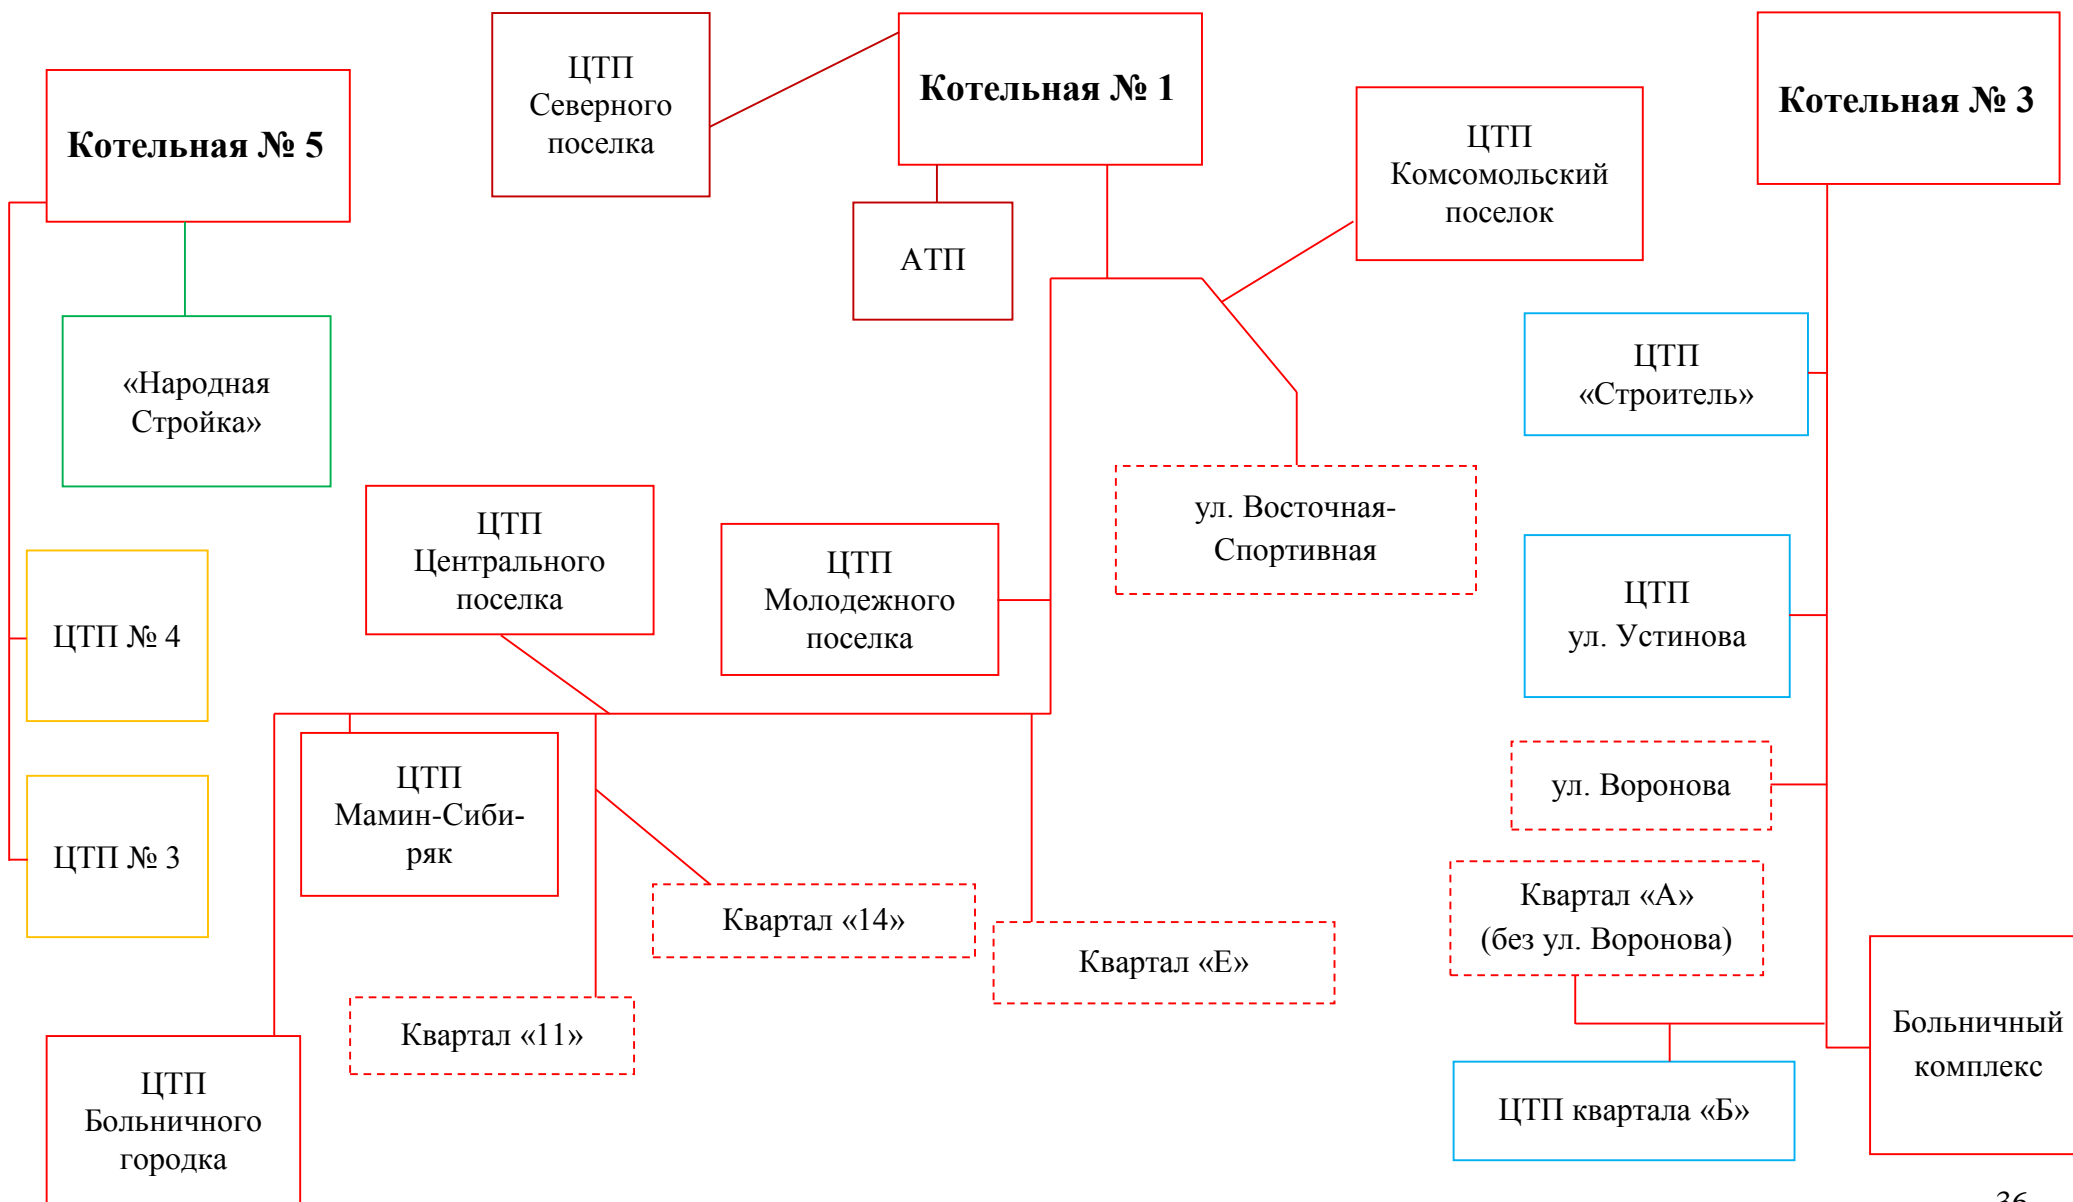 Котельная № 5
ЦТП
Северного
поселка
Котельная № 1
Котельная № 3
ЦТП
Комсомольский
поселок
АТП
«Народная
Стройка»
ЦТП
«Строитель»
ЦТП
Центрального
поселка
ЦТП
Молодежного
поселка
ул. Восточная-
Спортивная
ЦТП
ул. Устинова
ЦТП № 4
ЦТП № 3
ЦТП
Мамин-Сиби-
ряк
ул. Воронова
Квартал «14»
Квартал «Е»
Квартал «А»
(без ул. Воронова)
Квартал «11»
Больничный
комплекс
ЦТП
Больничного
городка
ЦТП квартала «Б»
36